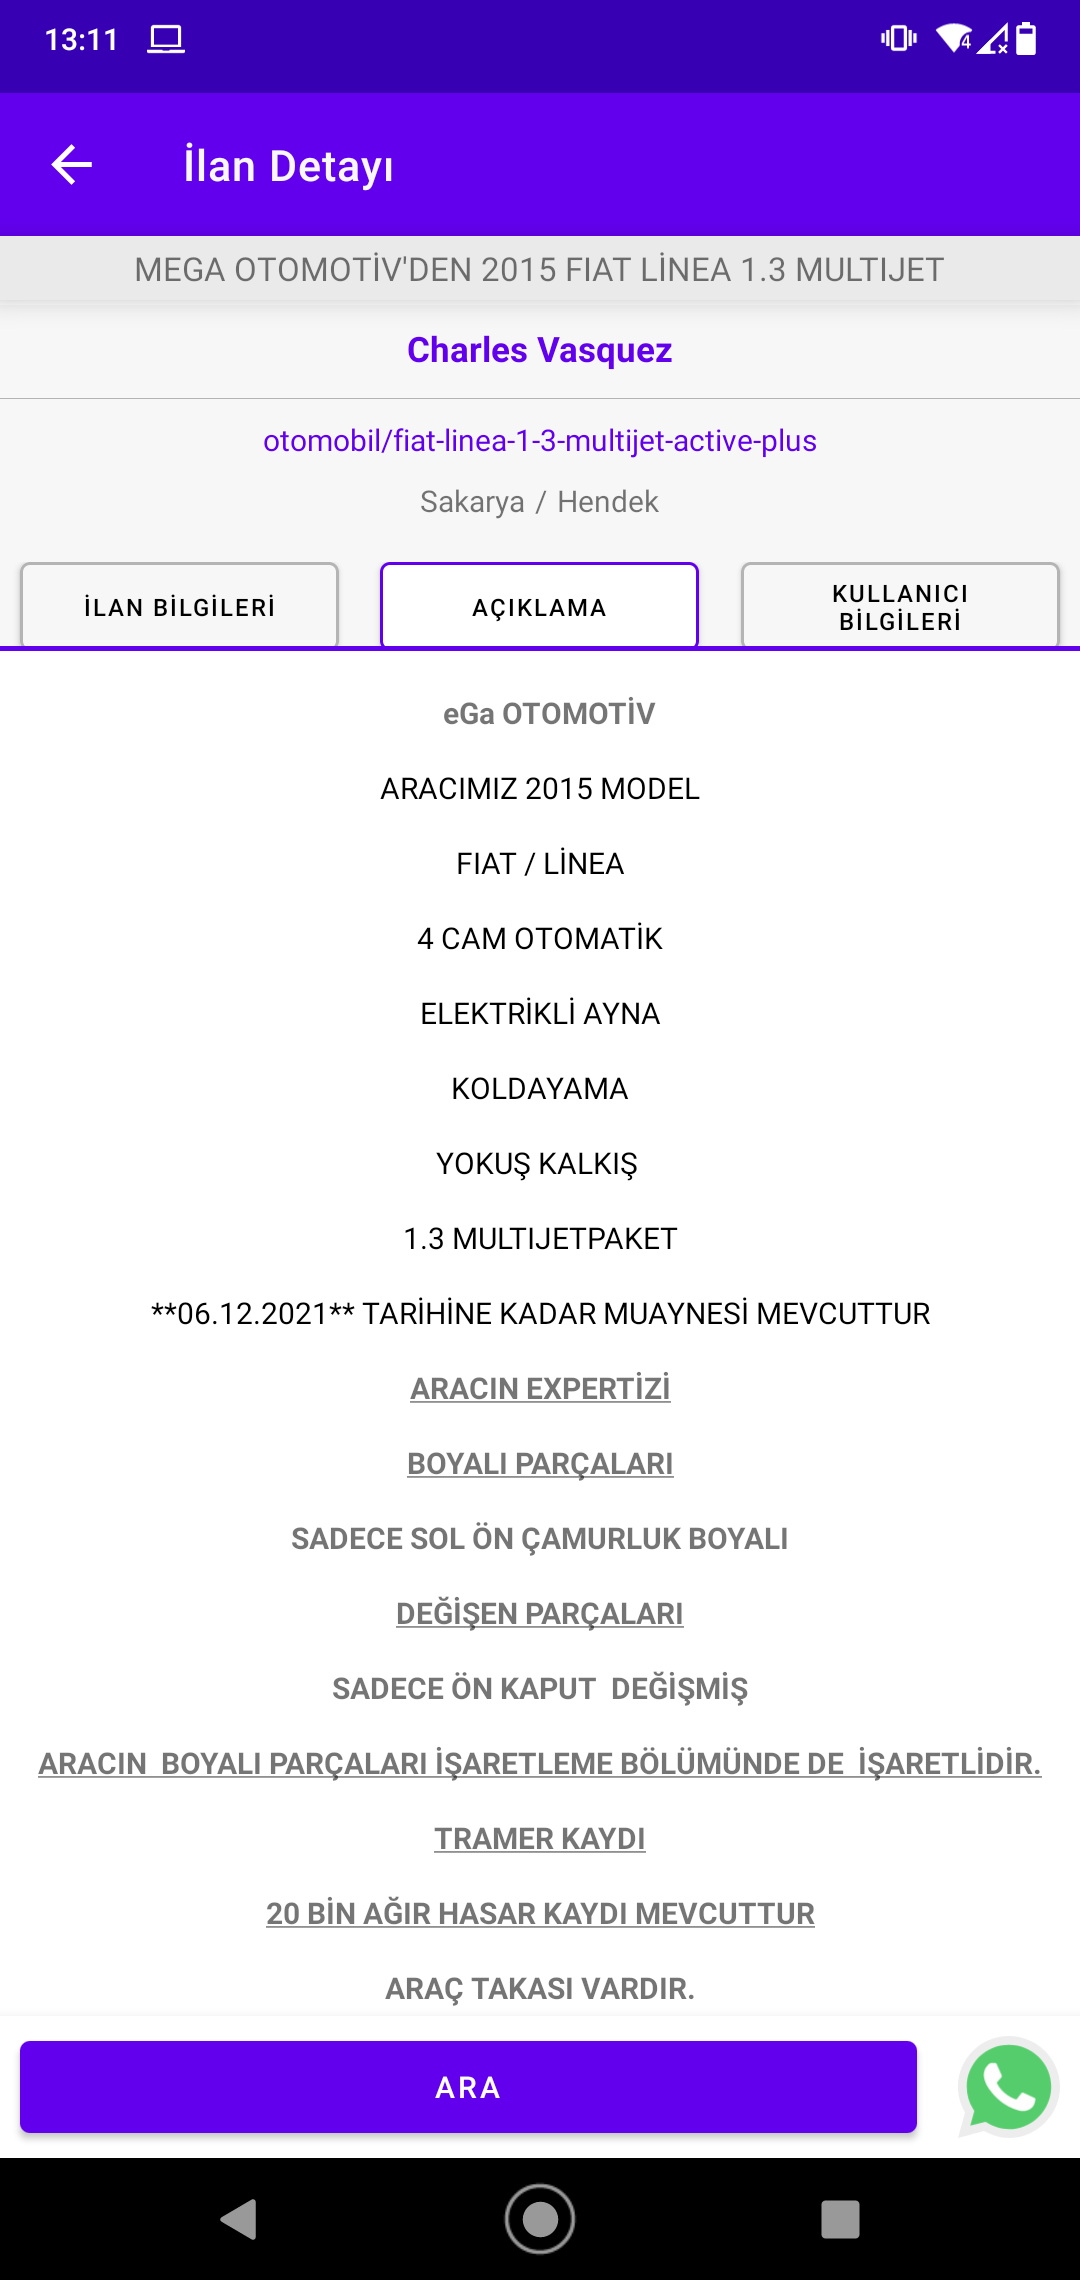 13:11
4
İlan Detayı
MEGA OTOMOTİV'DEN 2015 FIAT LİNEA 1.3 MULTIJET
Charles Vasquez
otomobil/fiat-linea-1-3-multijet-active-plus
Sakarya / Hendek
İLAN BİLGİLERİ
AÇIKLAMA
KULLANICI
BİLGİLERİ
eGa OTOMOTİV
ARACIMIZ 2015 MODEL
FIAT / LİNEA
4 CAM OTOMATİK
ELEKTRİKLİ AYNA
KOLDAYAMA
YOKUŞ KALKIŞ
1.3 MULTIJETPAKET
**06.12.2021** TARİHİNE KADAR MUAYNESİ MEVCUTTUR
ARACIN EXPERTİZİ
BOYALI PARÇALARI
SADECE SOL ÖN ÇAMURLUK BOYALI
DEĞİŞEN PARÇALARI
SADECE ÖN KAPUT  DEĞİŞMİŞ
ARACIN  BOYALI PARÇALARI İŞARETLEME BÖLÜMÜNDE DE  İŞARETLİDİR.
TRAMER KAYDI
20 BİN AĞIR HASAR KAYDI MEVCUTTUR
ARAÇ TAKASI VARDIR.
ARA